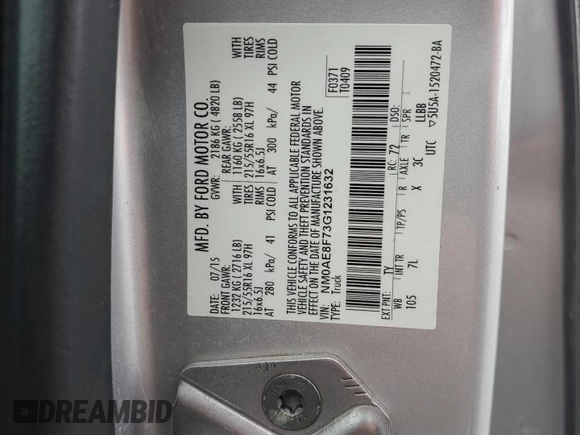 MFD. BY FORD MOTOR CO.
DATE: 07/15 GVWR: 2186 KG ( 4820 LB)
FRONT GAWR: REAR GAWR:
1232 KG ( 2716 LB) 1160 KG ( 2558 LB) WITH
215/55R16 XL 97H 215/55R16 XL 97H TIRES
16x6.5J 16x6.5J RIMS
AT 280 kPa/ 41 PSI COLD AT 300 kPa/ 44 PSI COLD
THIS VEHICLE CONFORMS TO ALL APPLICABLE FEDERAL MOTOR
VEHICLE SAFETY AND THEFT PREVENTION STANDARDS IN
EFFECT ON THE DATE OF MANUFACTURE SHOWN ABOVE.
VIN: NM0AE8F73G1231632
TYPE: Truck
F0371
T0409
EXT PNT: TY RC: 72 DSO:
WB INT TR TP/PS R AXLE TR SPR
105 7L X 3C LLBB
UTC ▽5U5A-1520472-BA
DREAMBID